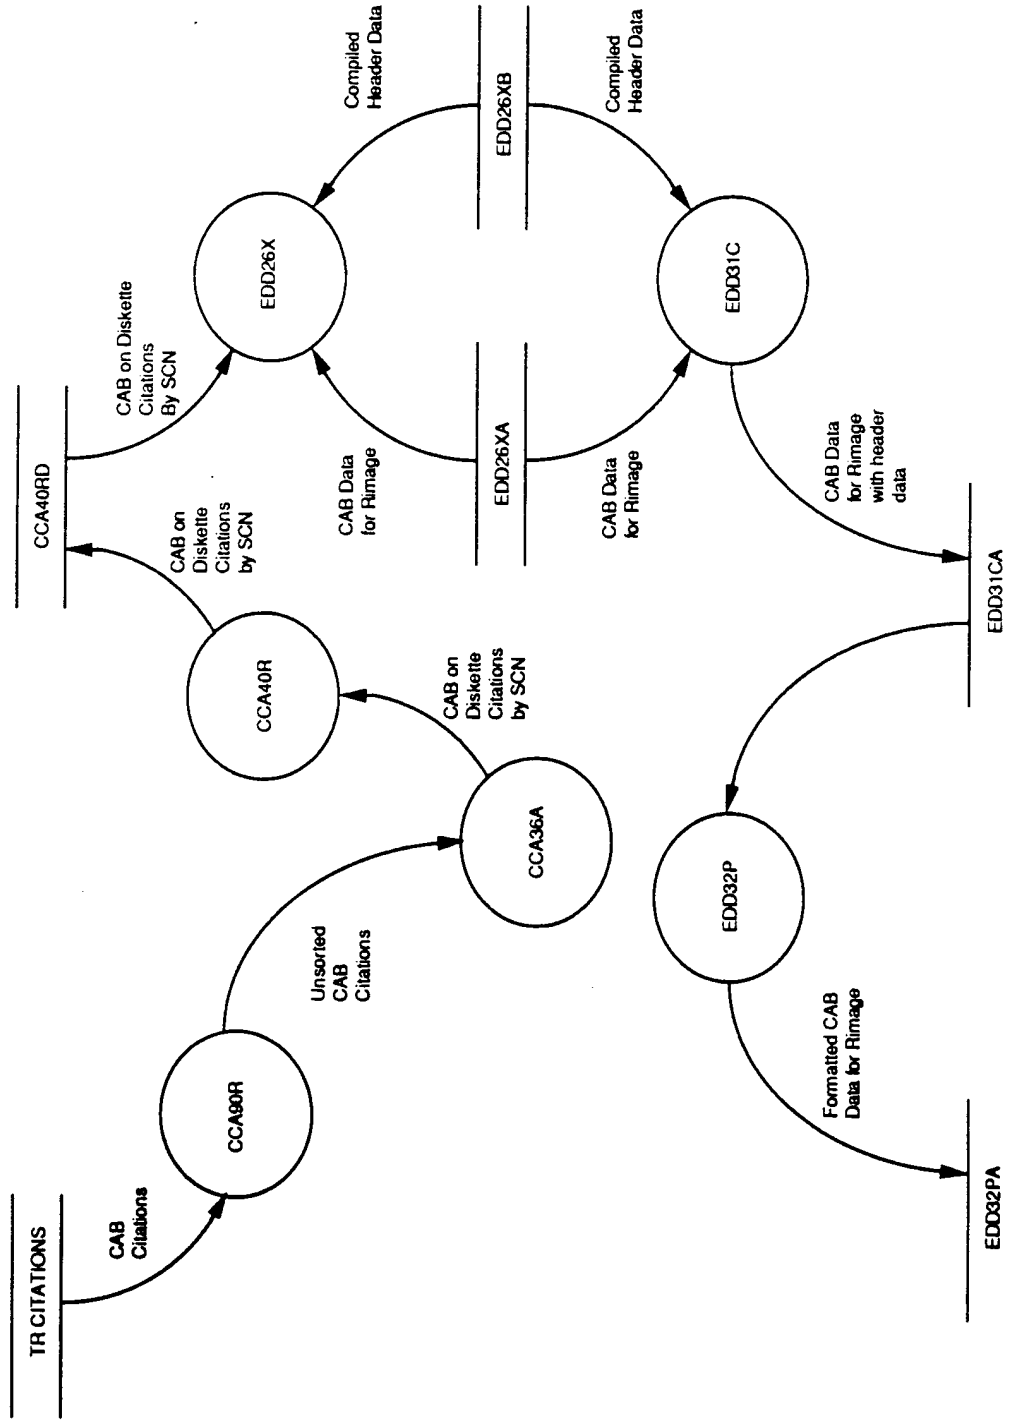 TR CITATIONS
CAB
Citations
CCA90R
Unsorted
CAB
Citations
CCA36A
CAB on
Diskette
Citations
by SCN
CCA40R
CAB on
Diskette
Citations
by SCN
CCA40RD
CAB on Diskette
Citations
By SCN
EDD26X
CAB Data
for Rimage
EDD26XA
CAB Data
for Rimage
Compiled
Header Data
EDD26XB
Compiled
Header Data
EDD31C
CAB Data
for Rimage
with header
data
EDD31CA
EDD32P
Formatted CAB
Data for Rimage
EDD32PA